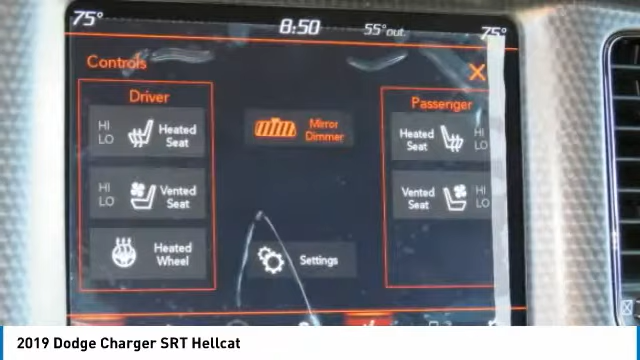 75° 8:50 55° out. 75°
Controls X
Driver
HI
LO
Heated
Seat
HI
LO
Vented
Seat
Heated
Wheel
Mirror
Dimmer
Settings
Passenger
Heated
Seat
HI
LO
Vented
Seat
HI
LO
2019 Dodge Charger SRT Hellcat